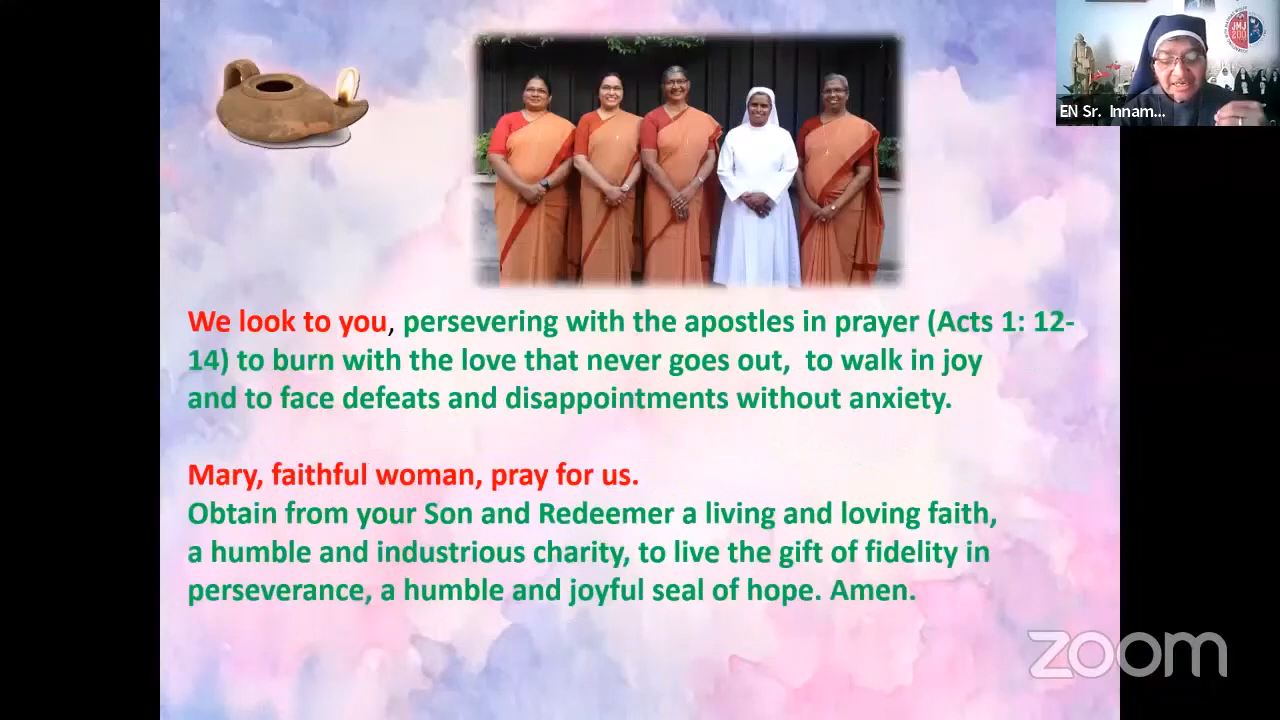 JMJ
200
EN Sr. Innam...
We look to you, persevering with the apostles in prayer (Acts 1: 12-
14) to burn with the love that never goes out,  to walk in joy
and to face defeats and disappointments without anxiety.
Mary, faithful woman, pray for us.
Obtain from your Son and Redeemer a living and loving faith,
a humble and industrious charity, to live the gift of fidelity in
perseverance, a humble and joyful seal of hope. Amen.
zoom